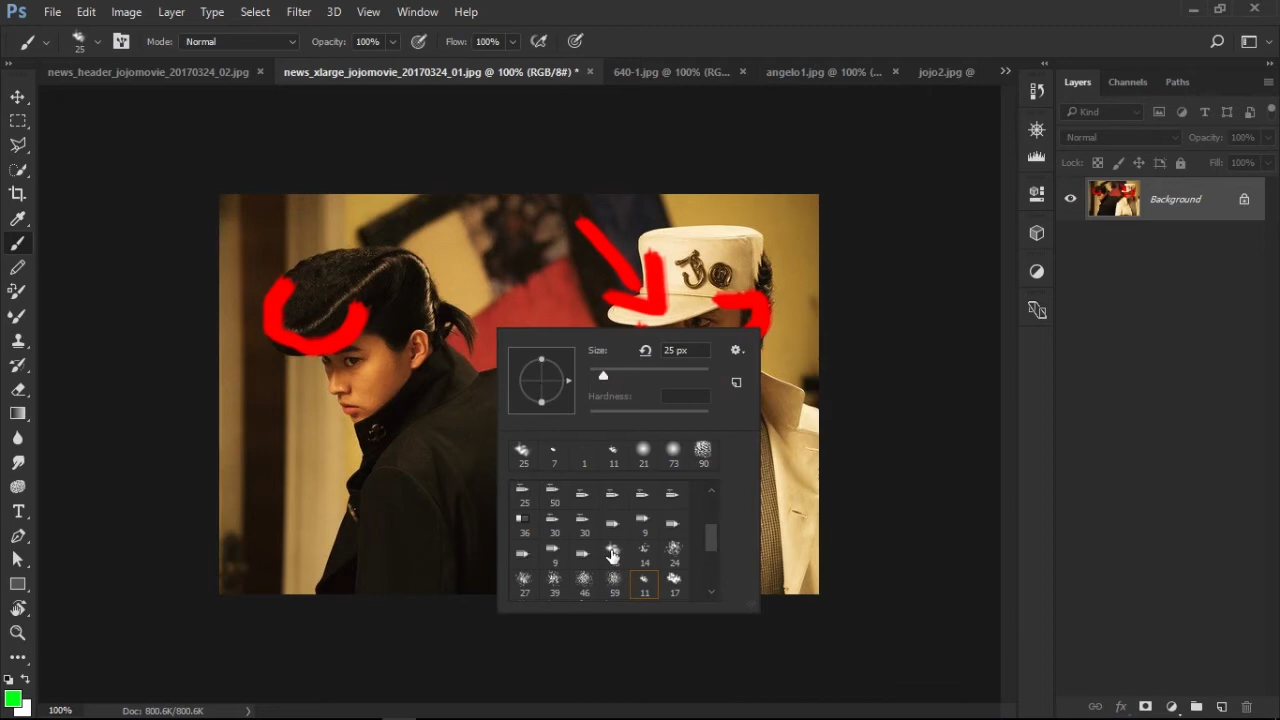 Ps File Edit Image Layer Type Select Filter 3D View Window Help
25 Mode: Normal Opacity: 100% Flow: 100%
news_header_jojomovie_20170324_02.jpg × news_xlarge_jojomovie_20170324_01.jpg @ 100% (RGB/8#) * × 640-1.jpg @ 100% (RG... × angelo1.jpg @ 100% (... × jojo2.jpg @
Layers Channels Paths
Kind
Normal Opacity: 100%
Lock: Fill: 100%
Background
Jo
Size: 25 px
Hardness:
25 7 1 11 21 73 90
25 50
36 30 30 9
9 14 24
27 39 46 59 11 17
T
100% Doc: 800.6K/800.6K
fx